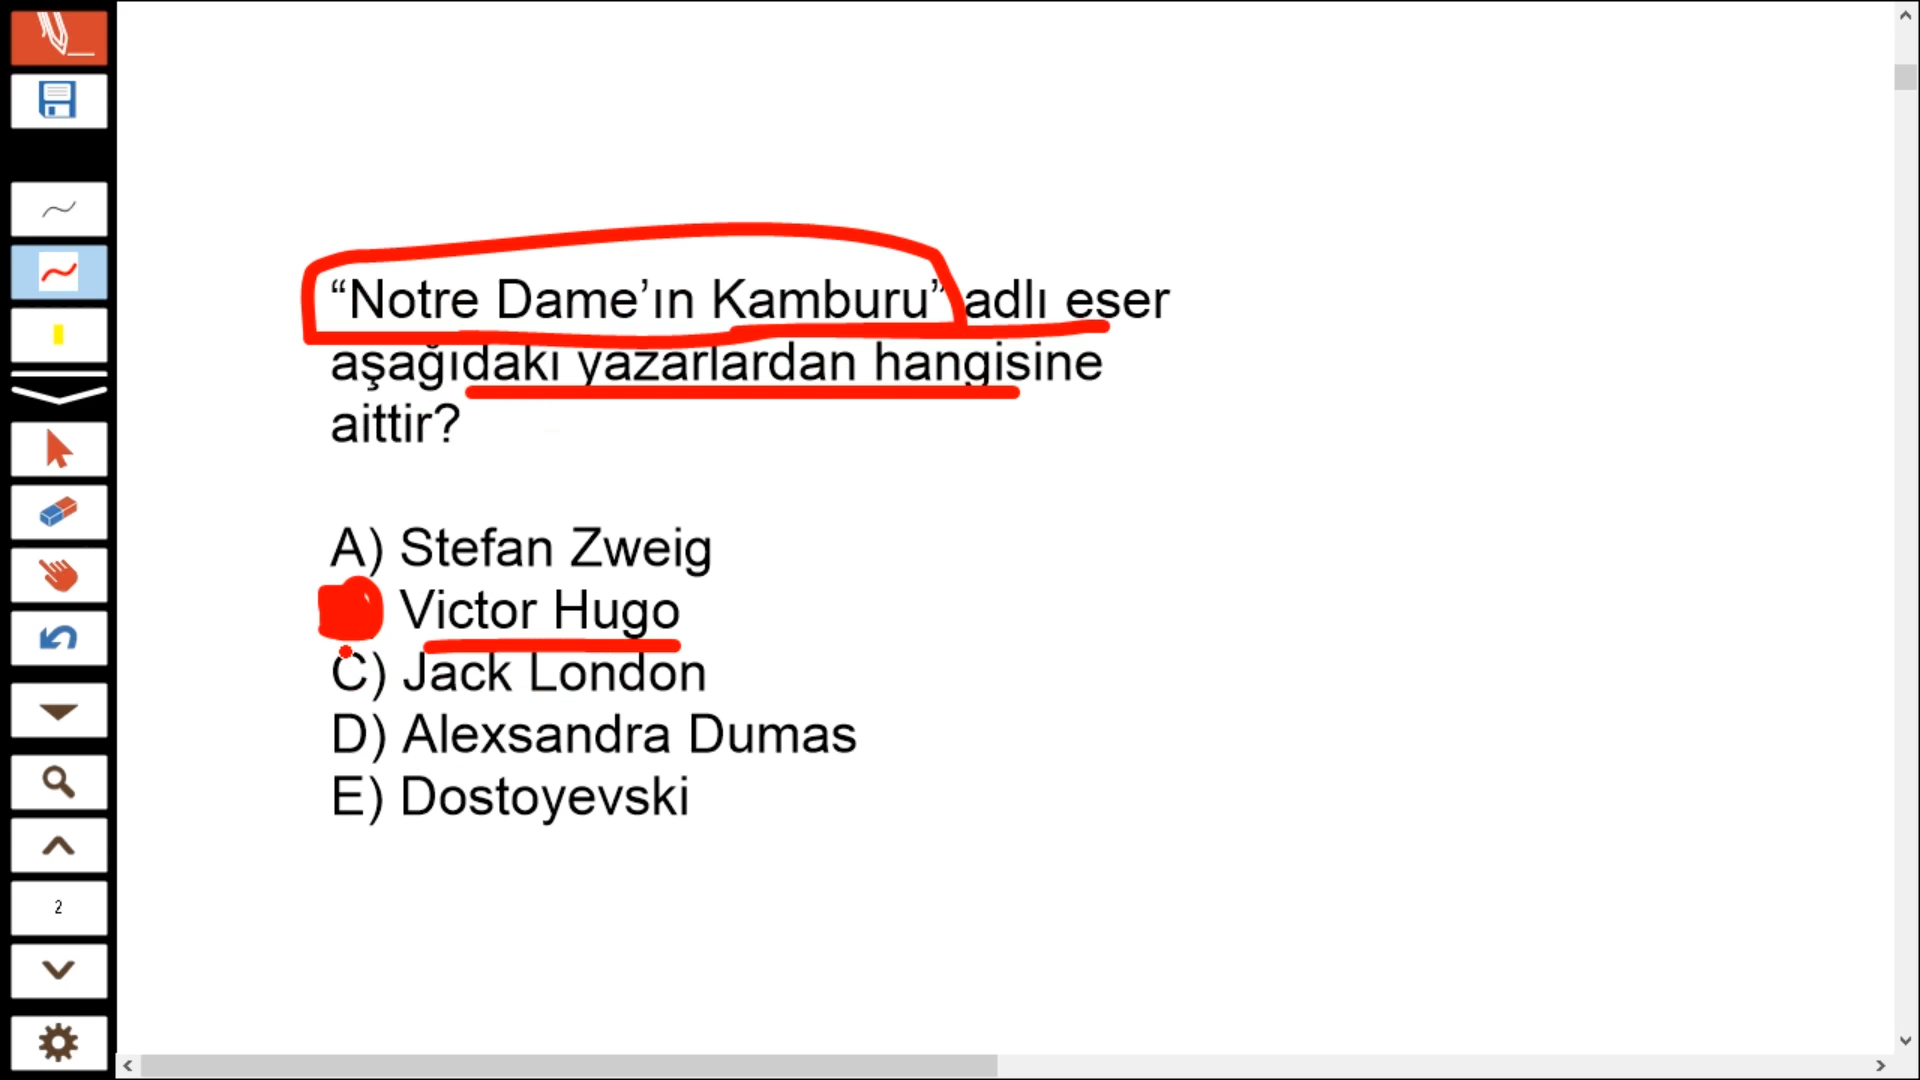 “Notre Dame’ın Kamburu” adlı eser
aşağıdaki yazarlardan hangisine
aittir?
A) Stefan Zweig
Victor Hugo
C) Jack London
D) Alexsandra Dumas
E) Dostoyevski
2